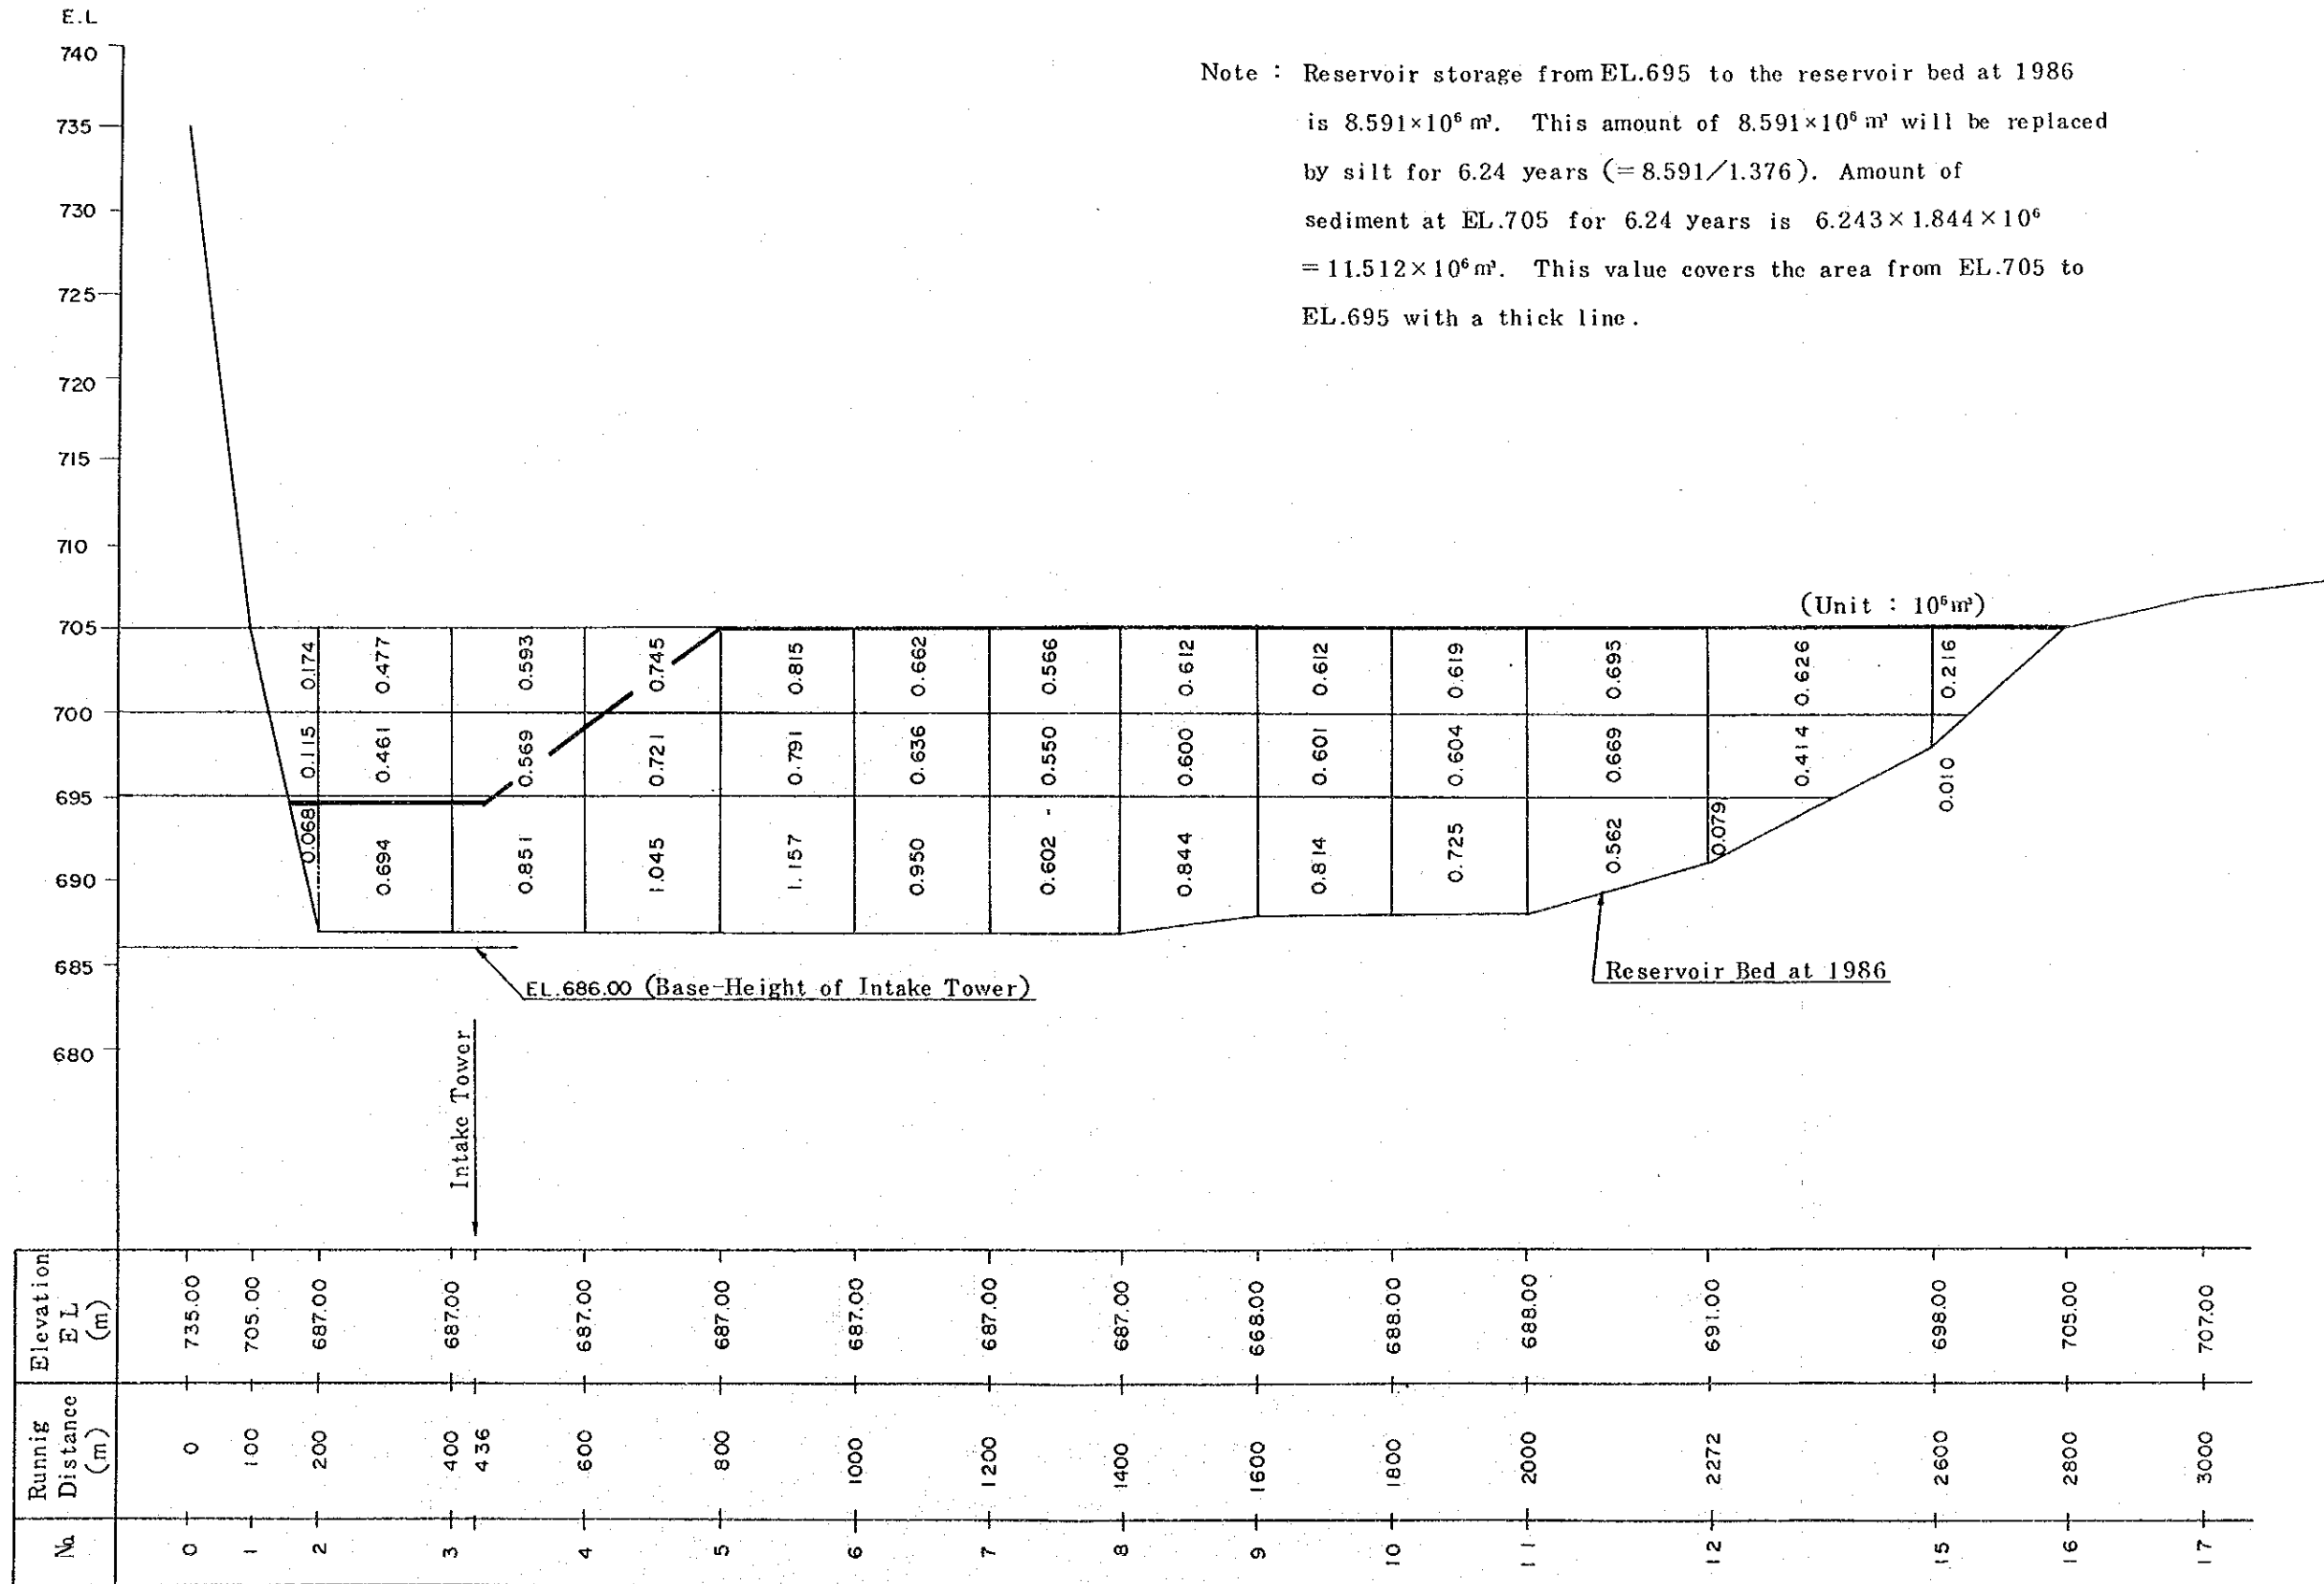 E.L
740
735
730
725
720
715
710
705
700
695
690
685
680
Note : Reservoir storage from EL.695 to the reservoir bed at 1986
is 8.591×10⁶ m³. This amount of 8.591×10⁶ m³ will be replaced
by silt for 6.24 years (=8.591/1.376). Amount of
sediment at EL.705 for 6.24 years is 6.243×1.844×10⁶
=11.512×10⁶ m³. This value covers the area from EL.705 to
EL.695 with a thick line.
(Unit : 10⁶ m³)
0.174 0.477 0.593 0.745 0.815 0.662 0.566 0.612 0.612 0.619 0.695 0.626 0.216
0.115 0.461 0.569 0.721 0.791 0.636 0.550 0.600 0.601 0.604 0.669 0.414 0.010
0.068 0.694 0.851 1.045 1.157 0.950 0.602 0.844 0.814 0.725 0.562 0.079
EL.686.00 (Base-Height of Intake Tower)
Reservoir Bed at 1986
Intake Tower
Elevation
EL
(m)
735.00 705.00 687.00 687.00 687.00 687.00 687.00 687.00 687.00 668.00 688.00 688.00 691.00 698.00 705.00 707.00
Runnig
Distance
(m)
0 100 200 400 436 600 800 1000 1200 1400 1600 1800 2000 2272 2600 2800 3000
No.
0 1 2 3 4 5 6 7 8 9 10 11 12 15 16 17